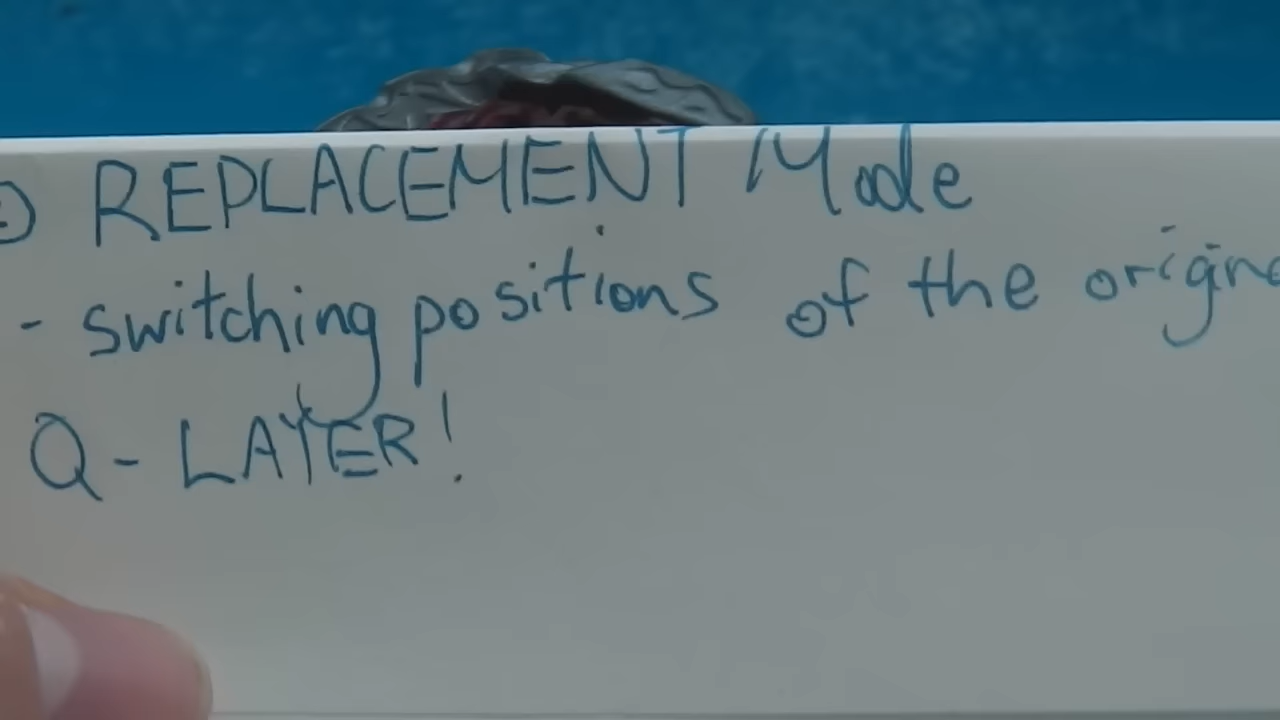 REPLACEMENT Mode
- switching positions of the
Q-LAYER!